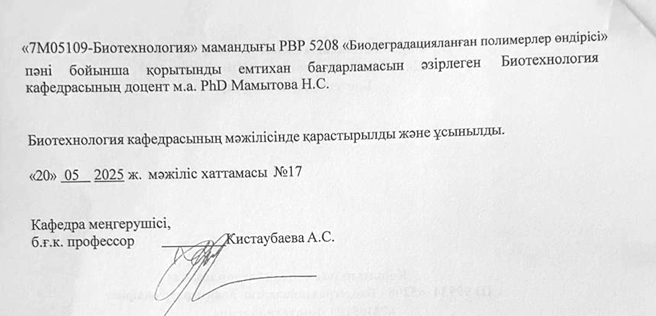 «7М05109-Биотехнология» мамандығы PBP 5208 «Биодеградацияланған полимерлер өндірісі»
пәні бойынша қорытынды емтихан бағдарламасын әзірлеген Биотехнология
кафедрасының доцент м.а. PhD Мамытова Н.С.
Биотехнология кафедрасының мәжілісінде қарастырылды және ұсынылды.
«20» 05 2025 ж. мәжіліс хаттамасы №17
Кафедра меңгерушісі,
б.ғ.к. профессор Кистаубаева А.С.